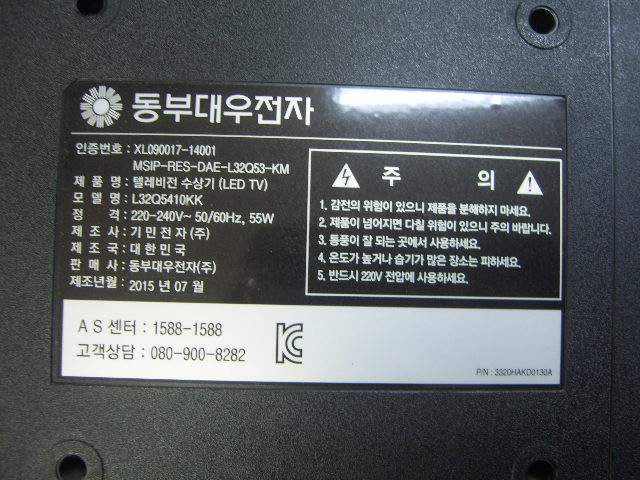 동부대우전자
인증번호 : XL090017-14001
MSIP-RES-DAE-L32Q53-KM
제 품 명 : 텔레비전 수상기 (LED TV)
모 델 명 : L32Q5410KK
정 격 : 220-240V~ 50/60Hz, 55W
제 조 사 : 기민전자 (주)
제 조 국 : 대한민국
판 매 사 : 동부대우전자(주)
제조년월 : 2015 년 07 월
주 의
1. 감전의 위험이 있으니 제품을 분해하지 마세요.
2. 제품이 넘어지면 다칠 위험이 있으니 주의 바랍니다.
3. 통풍이 잘 되는 곳에서 사용하세요.
4. 온도가 높거나 습기가 많은 장소는 피하세요.
5. 반드시 220V 전압에 사용하세요.
A S 센터 : 1588-1588
고객상담 : 080-900-8282
P/N : 3320HAKD0130A